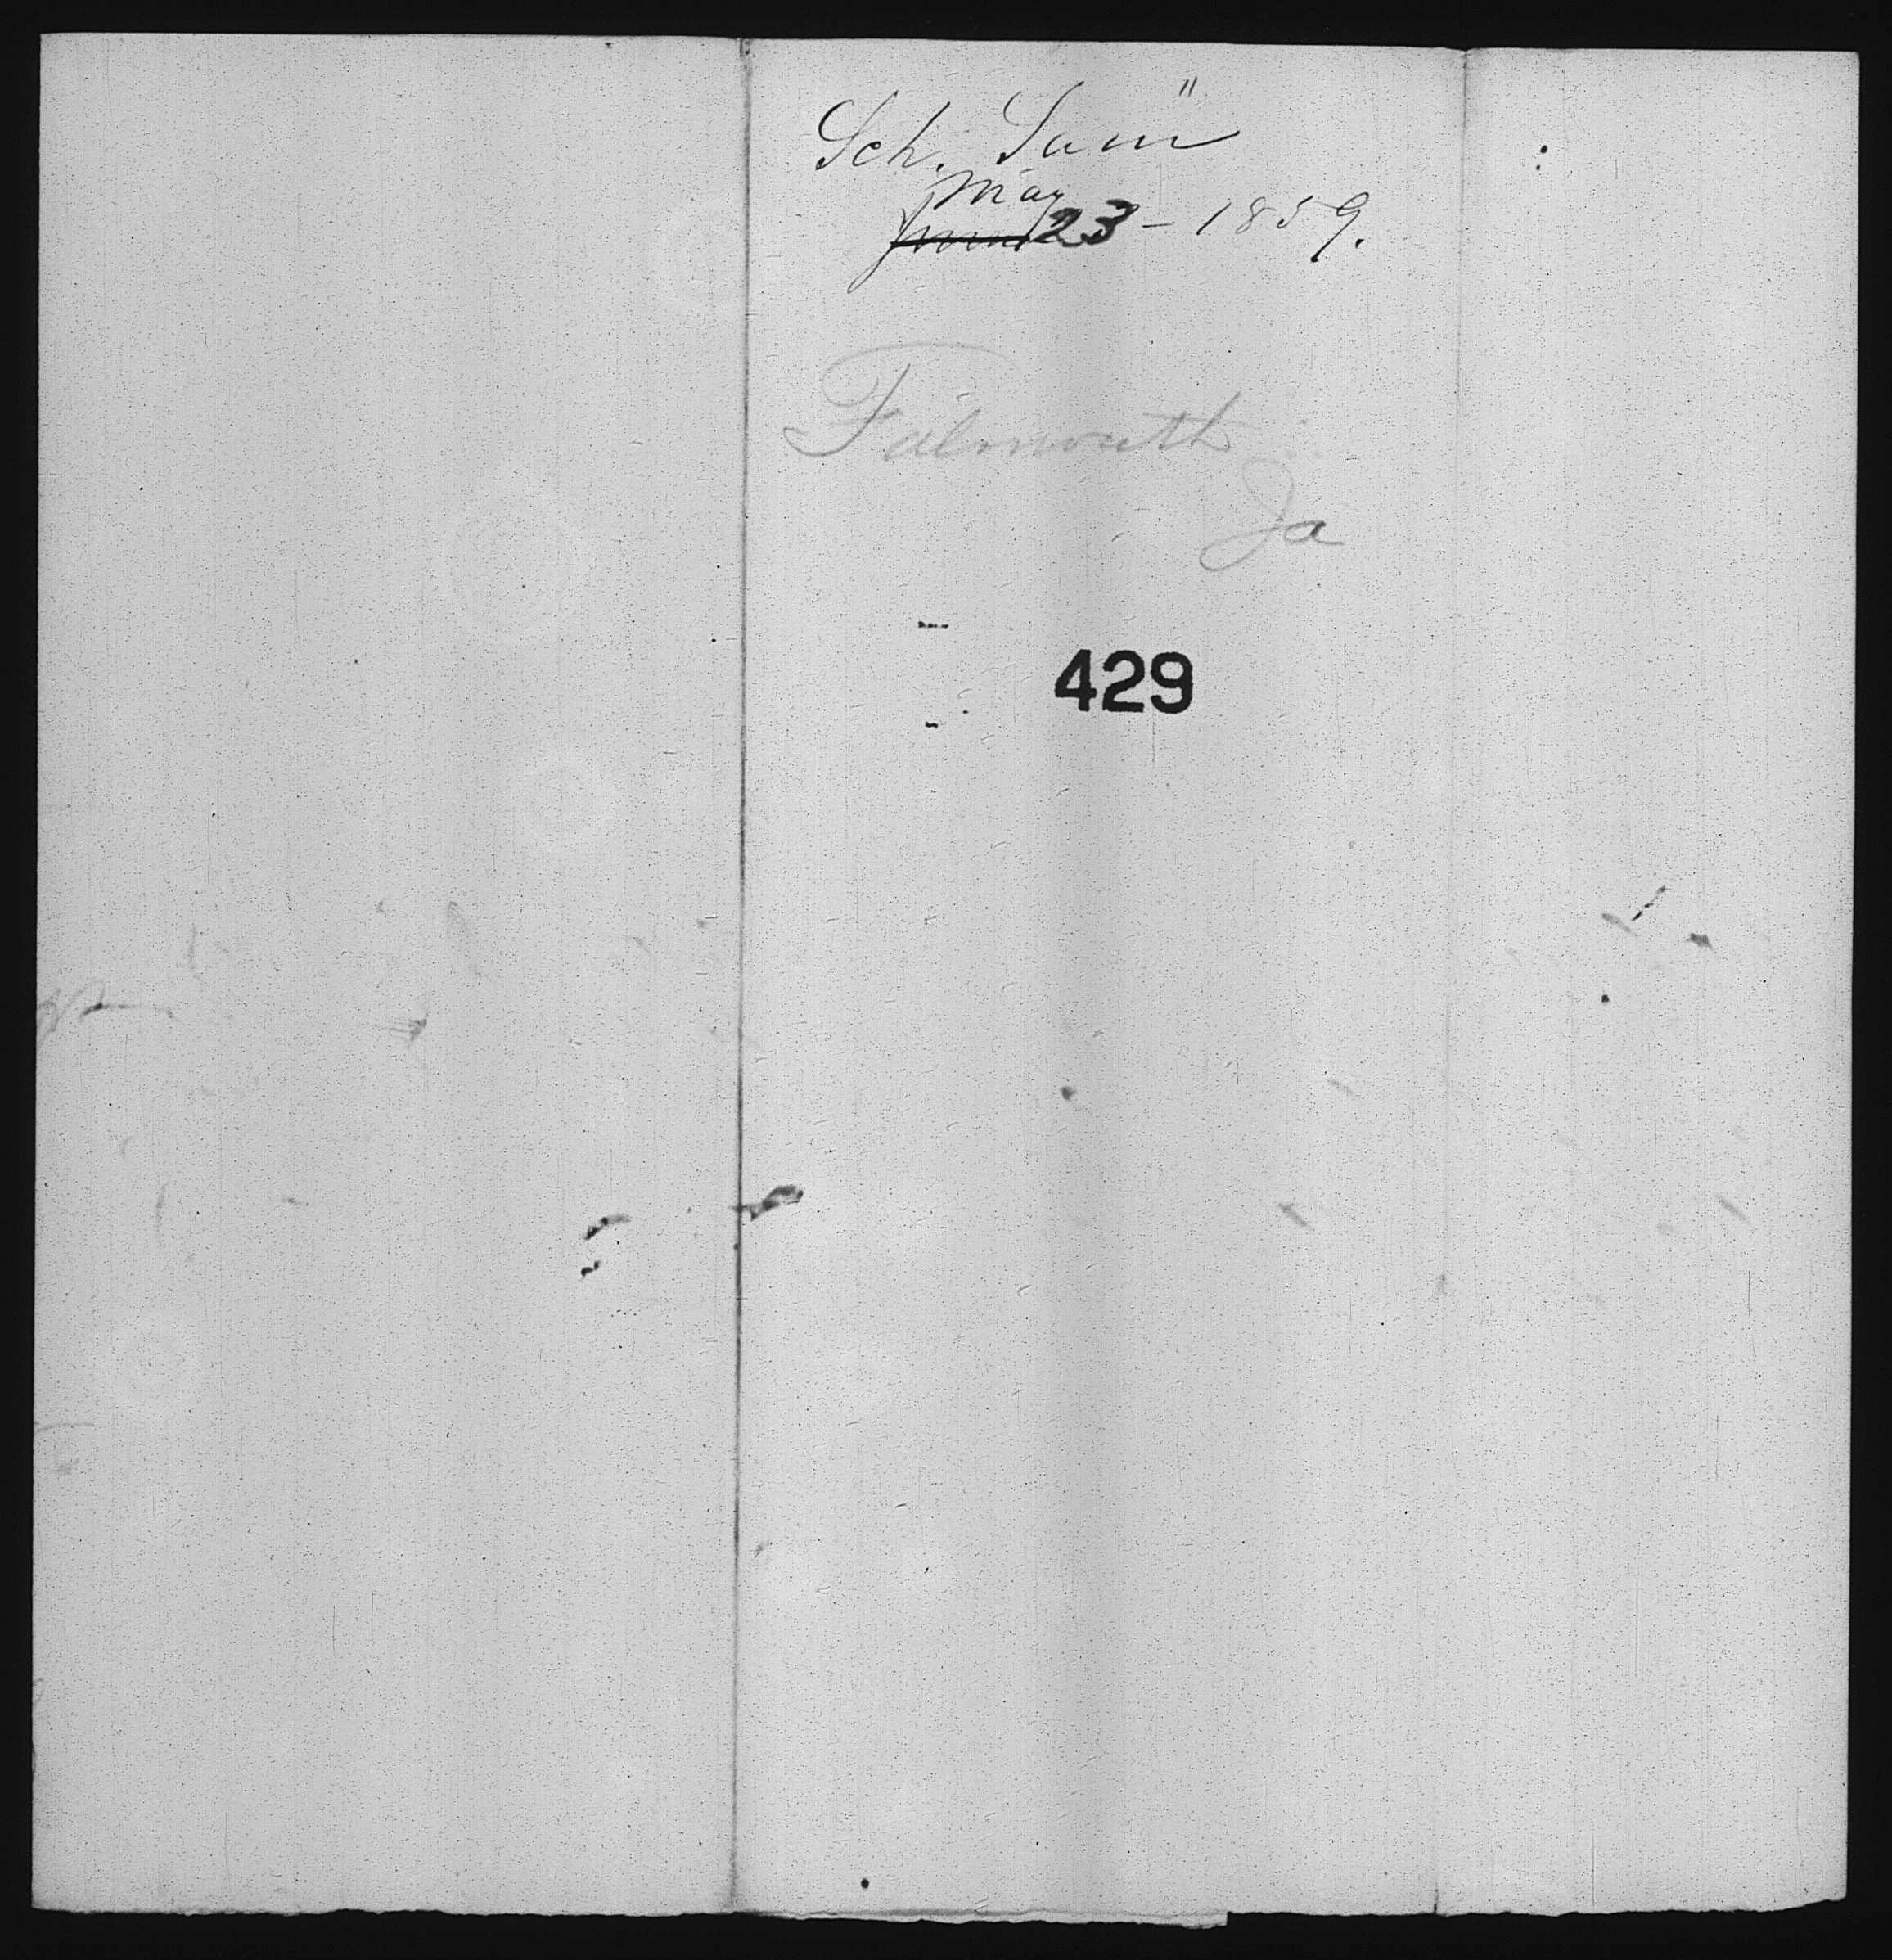 Sch. Sam"
May
June 23 - 1859.
Falmouth
Ja
429